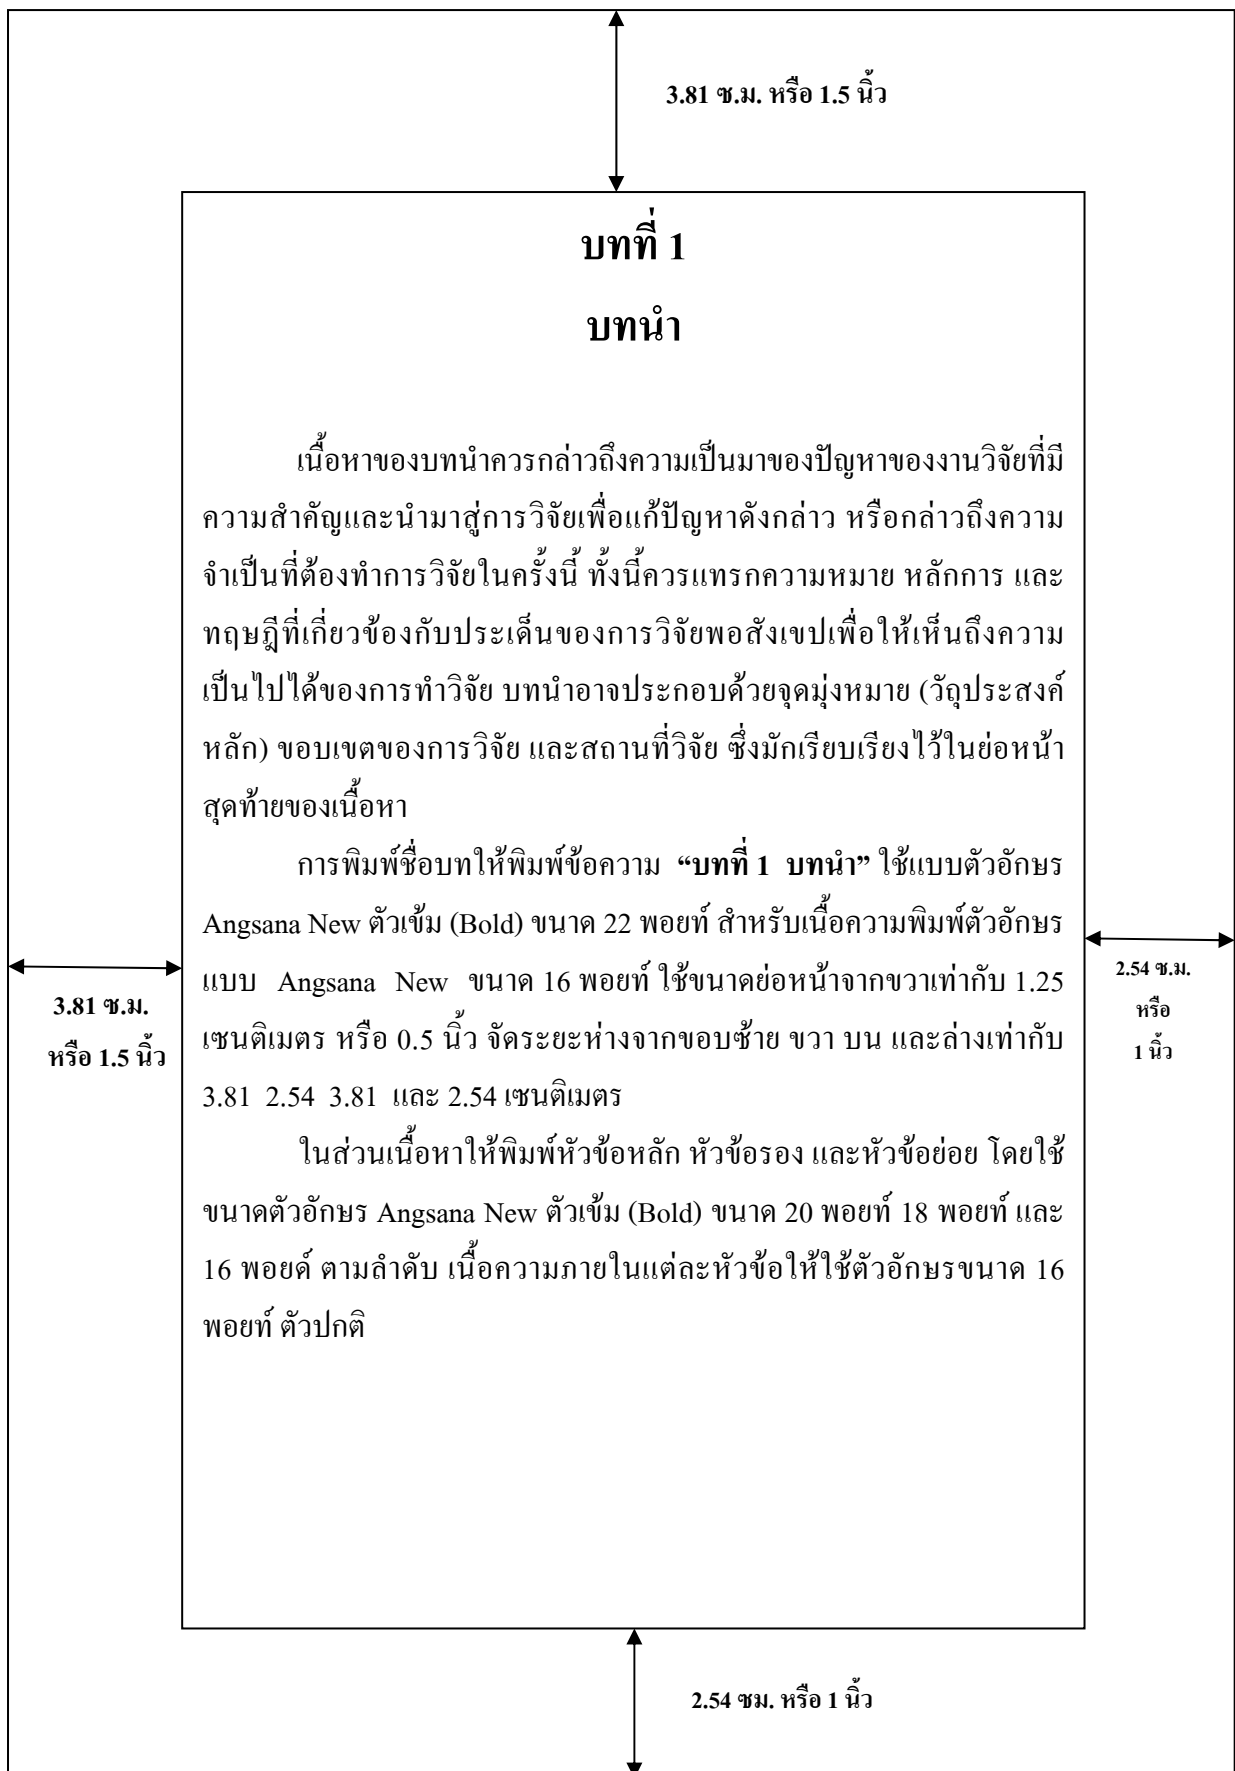 3.81 ซ.ม. หรือ 1.5 นิ้ว
บทที่ 1
บทนำ
เนื้อหาของบทนำควรกล่าวถึงความเป็นมาของปัญหาของงานวิจัยที่มี
ความสำคัญและนำมาสู่การวิจัยเพื่อแก้ปัญหาดังกล่าว หรือกล่าวถึงความ
จำเป็นที่ต้องทำการวิจัยในครั้งนี้ ทั้งนี้ควรแทรกความหมาย หลักการ และ
ทฤษฎีที่เกี่ยวข้องกับประเด็นของการวิจัยพอสังเขปเพื่อให้เห็นถึงความ
เป็นไปได้ของการทำวิจัย บทนำอาจประกอบด้วยจุดมุ่งหมาย (วัถุประสงค์
หลัก) ขอบเขตของการวิจัย และสถานที่วิจัย ซึ่งมักเรียบเรียงไว้ในย่อหน้า
สุดท้ายของเนื้อหา
การพิมพ์ชื่อบทให้พิมพ์ข้อความ “บทที่ 1 บทนำ” ใช้แบบตัวอักษร
Angsana New ตัวเข้ม (Bold) ขนาด 22 พอยท์ สำหรับเนื้อความพิมพ์ตัวอักษร
แบบ Angsana New ขนาด 16 พอยท์ ใช้ขนาดย่อหน้าจากขวาเท่ากับ 1.25
เซนติเมตร หรือ 0.5 นิ้ว จัดระยะห่างจากขอบซ้าย ขวา บน และล่างเท่ากับ
3.81 2.54 3.81 และ 2.54 เซนติเมตร
ในส่วนเนื้อหาให้พิมพ์หัวข้อหลัก หัวข้อรอง และหัวข้อย่อย โดยใช้
ขนาดตัวอักษร Angsana New ตัวเข้ม (Bold) ขนาด 20 พอยท์ 18 พอยท์ และ
16 พอยด์ ตามลำดับ เนื้อความภายในแต่ละหัวข้อให้ใช้ตัวอักษรขนาด 16
พอยท์ ตัวปกติ
3.81 ซ.ม.
หรือ 1.5 นิ้ว
2.54 ซ.ม.
หรือ
1 นิ้ว
2.54 ซม. หรือ 1 นิ้ว